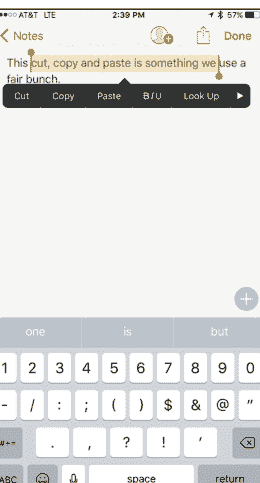 AT&T LTE 2:39 PM 57%
Notes Done
This cut, copy and paste is something we use a
fair bunch.
Cut Copy Paste B I U Look Up
one is but
1 2 3 4 5 6 7 8 9 0
- / : ; ( ) $ & @ "
#+= . , ? ! '
ABC space return